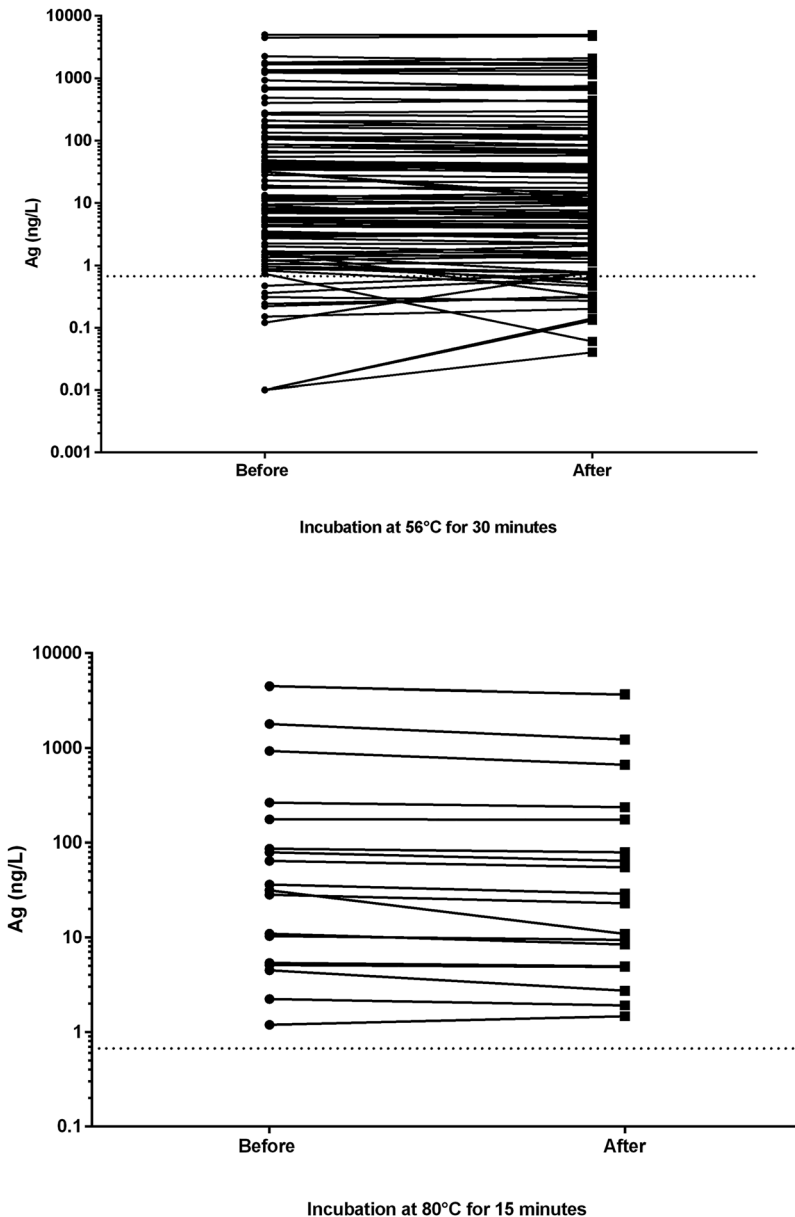 10000
1000
100
10
1
0.1
0.01
0.001
Ag (ng/L)
Before
After
Incubation at 56°C for 30 minutes
10000
1000
100
10
1
0.1
Ag (ng/L)
Before
After
Incubation at 80°C for 15 minutes